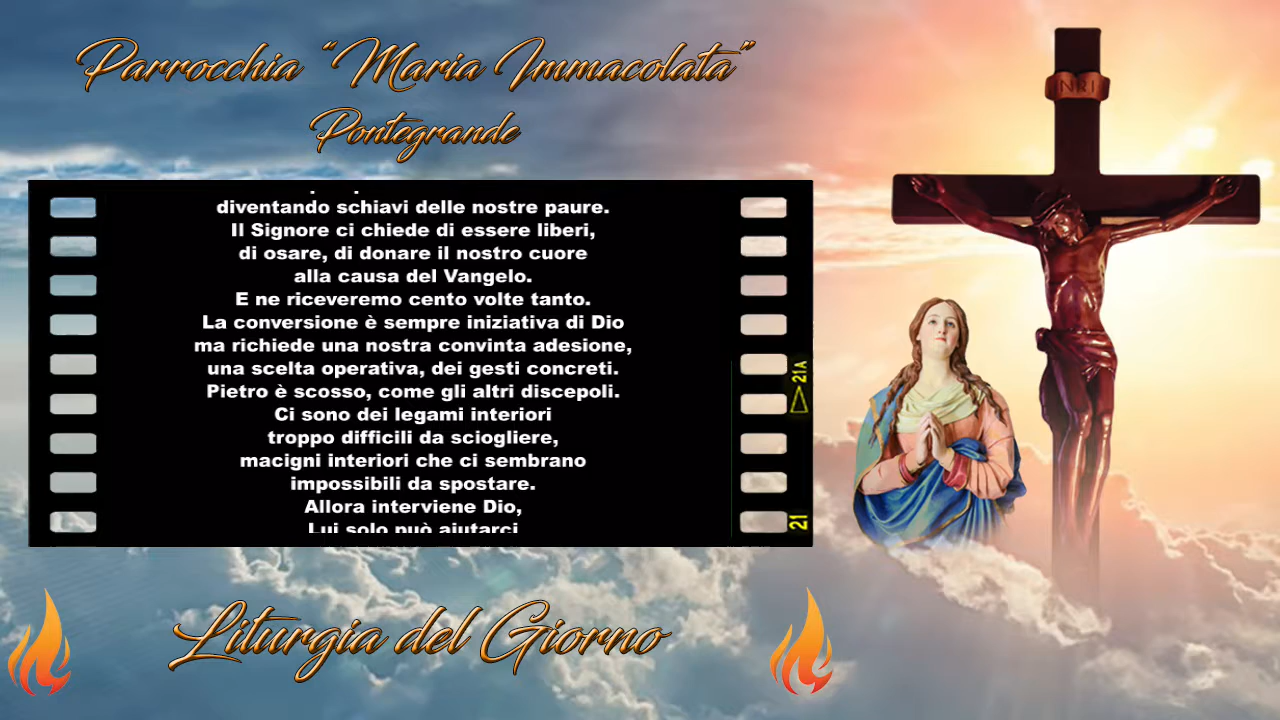 Parrocchia “Maria Immacolata”
Pontegrande
diventando schiavi delle nostre paure.
Il Signore ci chiede di essere liberi,
di osare, di donare il nostro cuore
alla causa del Vangelo.
E ne riceveremo cento volte tanto.
La conversione è sempre iniziativa di Dio
ma richiede una nostra convinta adesione,
una scelta operativa, dei gesti concreti.
Pietro è scosso, come gli altri discepoli.
Ci sono dei legami interiori
troppo difficili da sciogliere,
macigni interiori che ci sembrano
impossibili da spostare.
Allora interviene Dio,
Lui solo può aiutarci
21A
21
NRI
Liturgia del Giorno